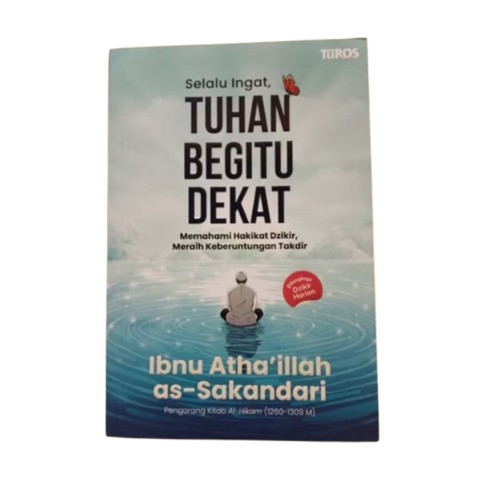 TUROS
Selalu Ingat,
TUHAN
BEGITU
DEKAT
Memahami Hakikat Dzikir,
Meraih Keberuntungan Takdir
Dilengkapi
Dzikir
Harian
Ibnu Atha'illah
as-Sakandari
Pengarang Kitab Al-Hikam (1260-1309 M)